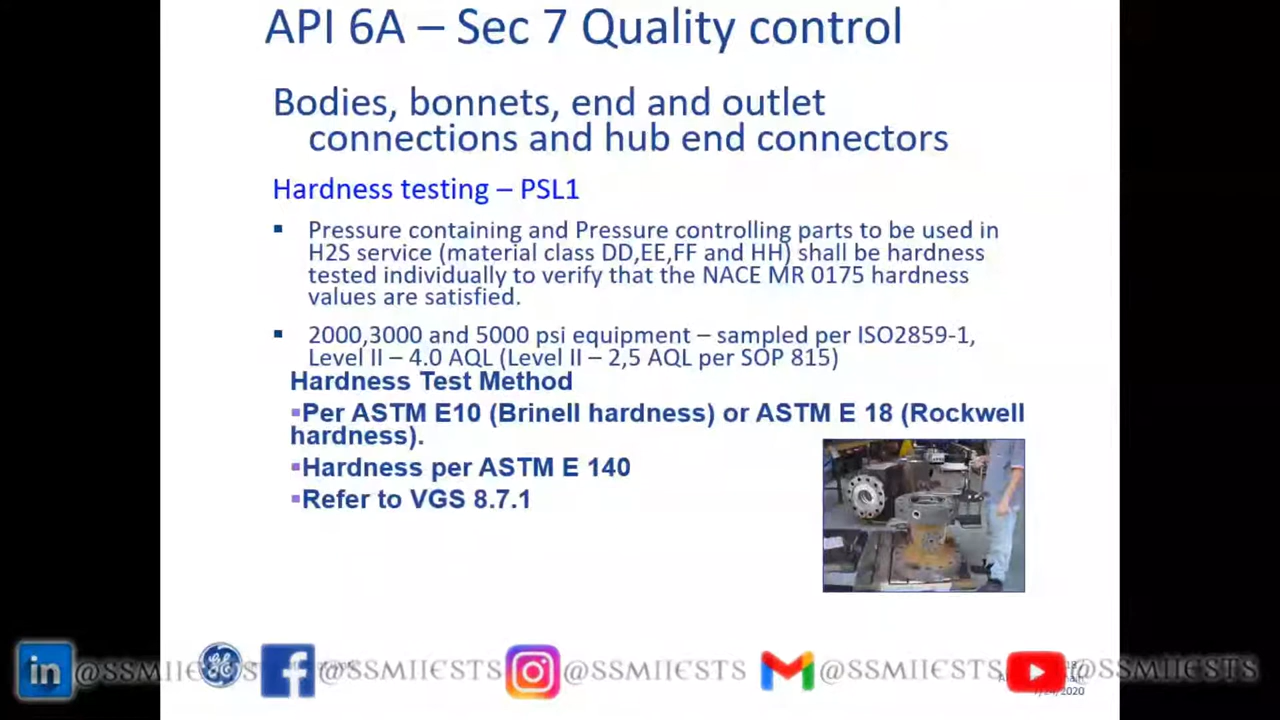 API 6A – Sec 7 Quality control
Bodies, bonnets, end and outlet
connections and hub end connectors
Hardness testing – PSL1
▪ Pressure containing and Pressure controlling parts to be used in
H2S service (material class DD,EE,FF and HH) shall be hardness
tested individually to verify that the NACE MR 0175 hardness
values are satisfied.
▪ 2000,3000 and 5000 psi equipment – sampled per ISO2859-1,
Level II – 4.0 AQL (Level II – 2,5 AQL per SOP 815)
Hardness Test Method
▪Per ASTM E10 (Brinell hardness) or ASTM E 18 (Rockwell
hardness).
▪Hardness per ASTM E 140
▪Refer to VGS 8.7.1
in @SSMIIESTS @SSMIIESTS @SSMIIESTS @SSMIIESTS @SSMIIESTS
/2020